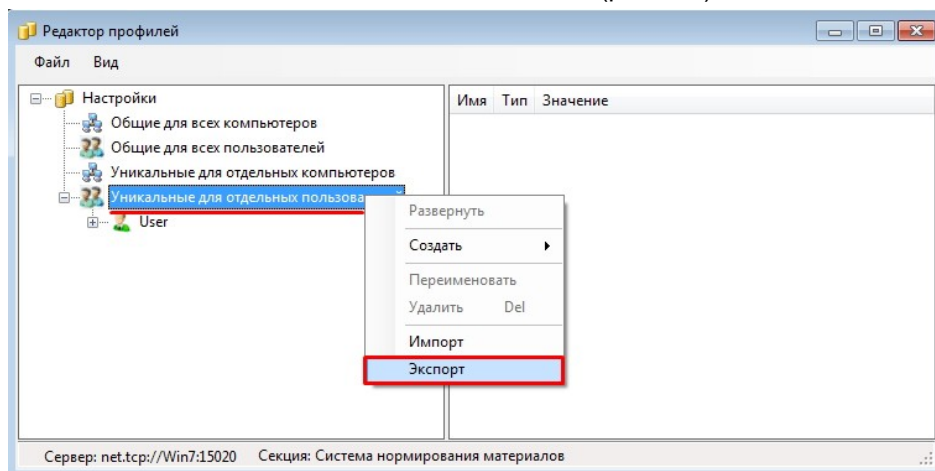 Редактор профилей
Файл Вид
Настройки
Общие для всех компьютеров
Общие для всех пользователей
Уникальные для отдельных компьютеров
Уникальные для отдельных
User
Имя Тип Значение
Развернуть
Создать
Переименовать
Удалить Del
Импорт
Экспорт
Сервер: net.tcp://Win7:15020 Секция: Система нормирования материалов